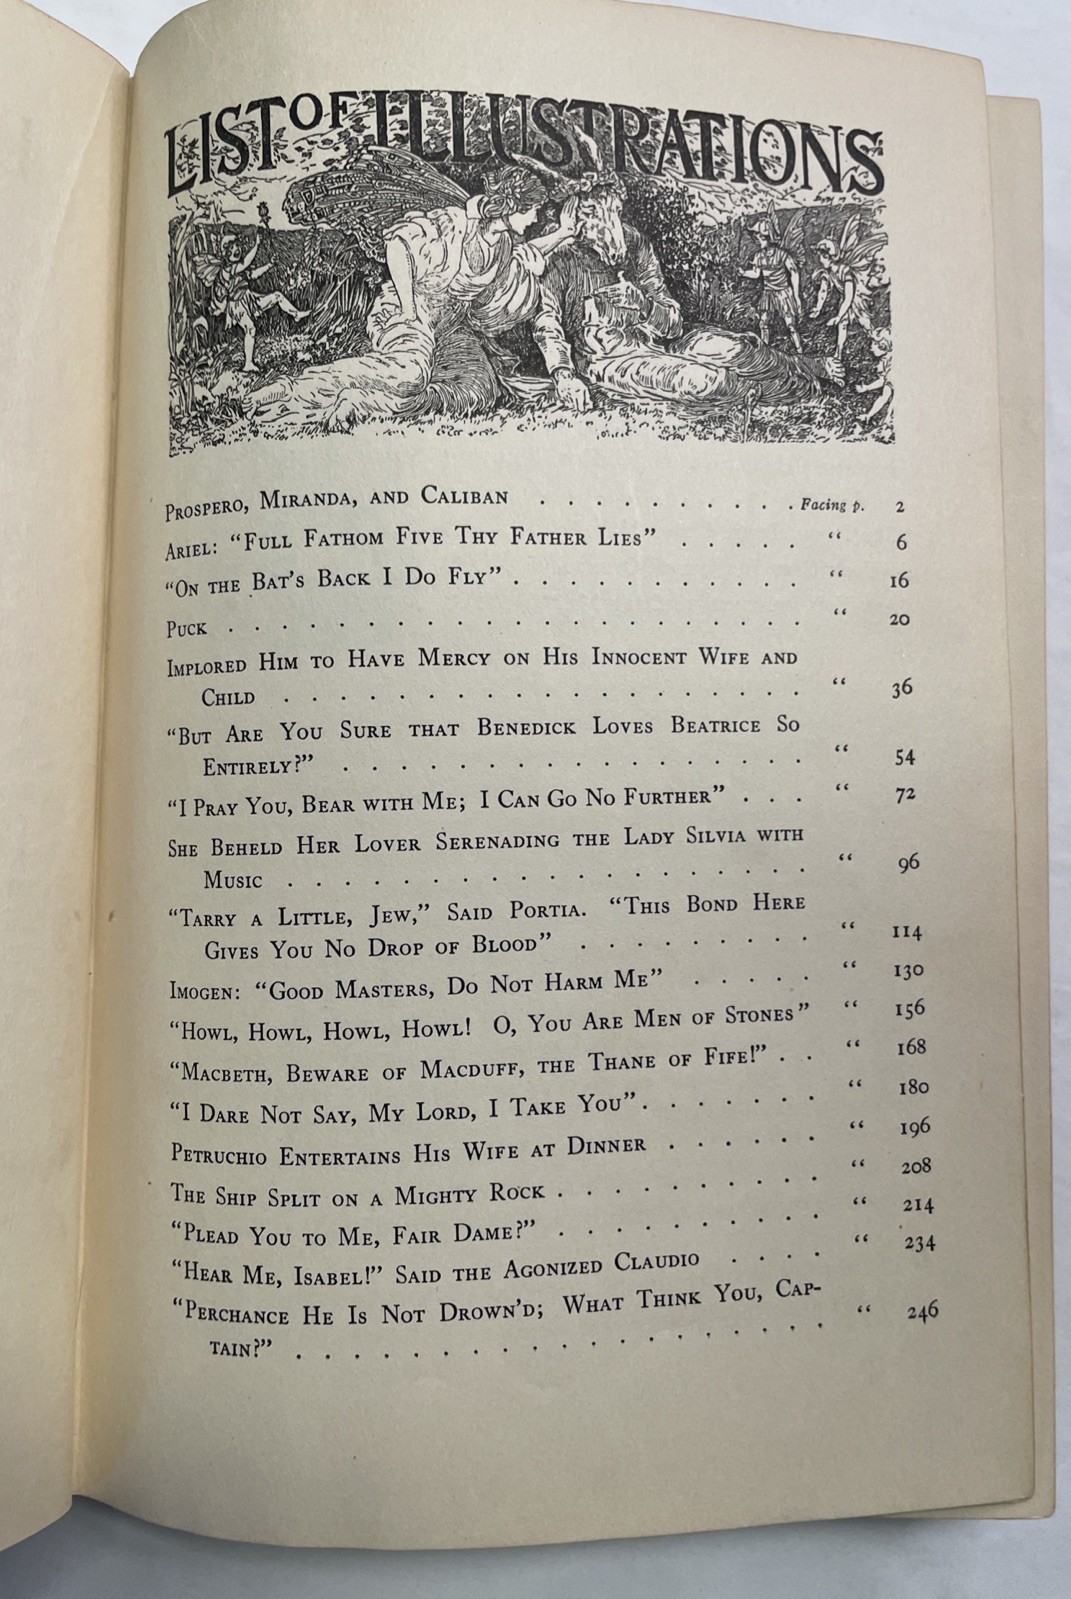 LIST OF ILLUSTRATIONS
PROSPERO, MIRANDA, AND CALIBAN . . . . . . . . . . Facing p. 2
ARIEL: "FULL FATHOM FIVE THY FATHER LIES" . . . . . " 6
"ON THE BAT'S BACK I DO FLY" . . . . . . . . . . . " 16
PUCK . . . . . . . . . . . . . . . . . . . . . . " 20
IMPLORED HIM TO HAVE MERCY ON HIS INNOCENT WIFE AND
CHILD . . . . . . . . . . . . . . . . . . . " 36
"BUT ARE YOU SURE THAT BENEDICK LOVES BEATRICE SO
ENTIRELY?" . . . . . . . . . . . . . . . . . " 54
"I PRAY YOU, BEAR WITH ME; I CAN GO NO FURTHER" . . . " 72
SHE BEHELD HER LOVER SERENADING THE LADY SILVIA WITH
MUSIC . . . . . . . . . . . . . . . . . . . " 96
"TARRY A LITTLE, JEW," SAID PORTIA. "THIS BOND HERE
GIVES YOU NO DROP OF BLOOD" . . . . . . . . . " 114
IMOGEN: "GOOD MASTERS, DO NOT HARM ME" . . . . . " 130
"HOWL, HOWL, HOWL, HOWL! O, YOU ARE MEN OF STONES" " 156
"MACBETH, BEWARE OF MACDUFF, THE THANE OF FIFE!" . . " 168
"I DARE NOT SAY, MY LORD, I TAKE YOU" . . . . . . . " 180
PETRUCHIO ENTERTAINS HIS WIFE AT DINNER . . . . . . " 196
THE SHIP SPLIT ON A MIGHTY ROCK . . . . . . . . . . " 208
"PLEAD YOU TO ME, FAIR DAME?" . . . . . . . . . . " 214
"HEAR ME, ISABEL!" SAID THE AGONIZED CLAUDIO . . . . " 234
"PERCHANCE HE IS NOT DROWN'D; WHAT THINK YOU, CAP-
TAIN?" . . . . . . . . . . . . . . . . . . . " 246